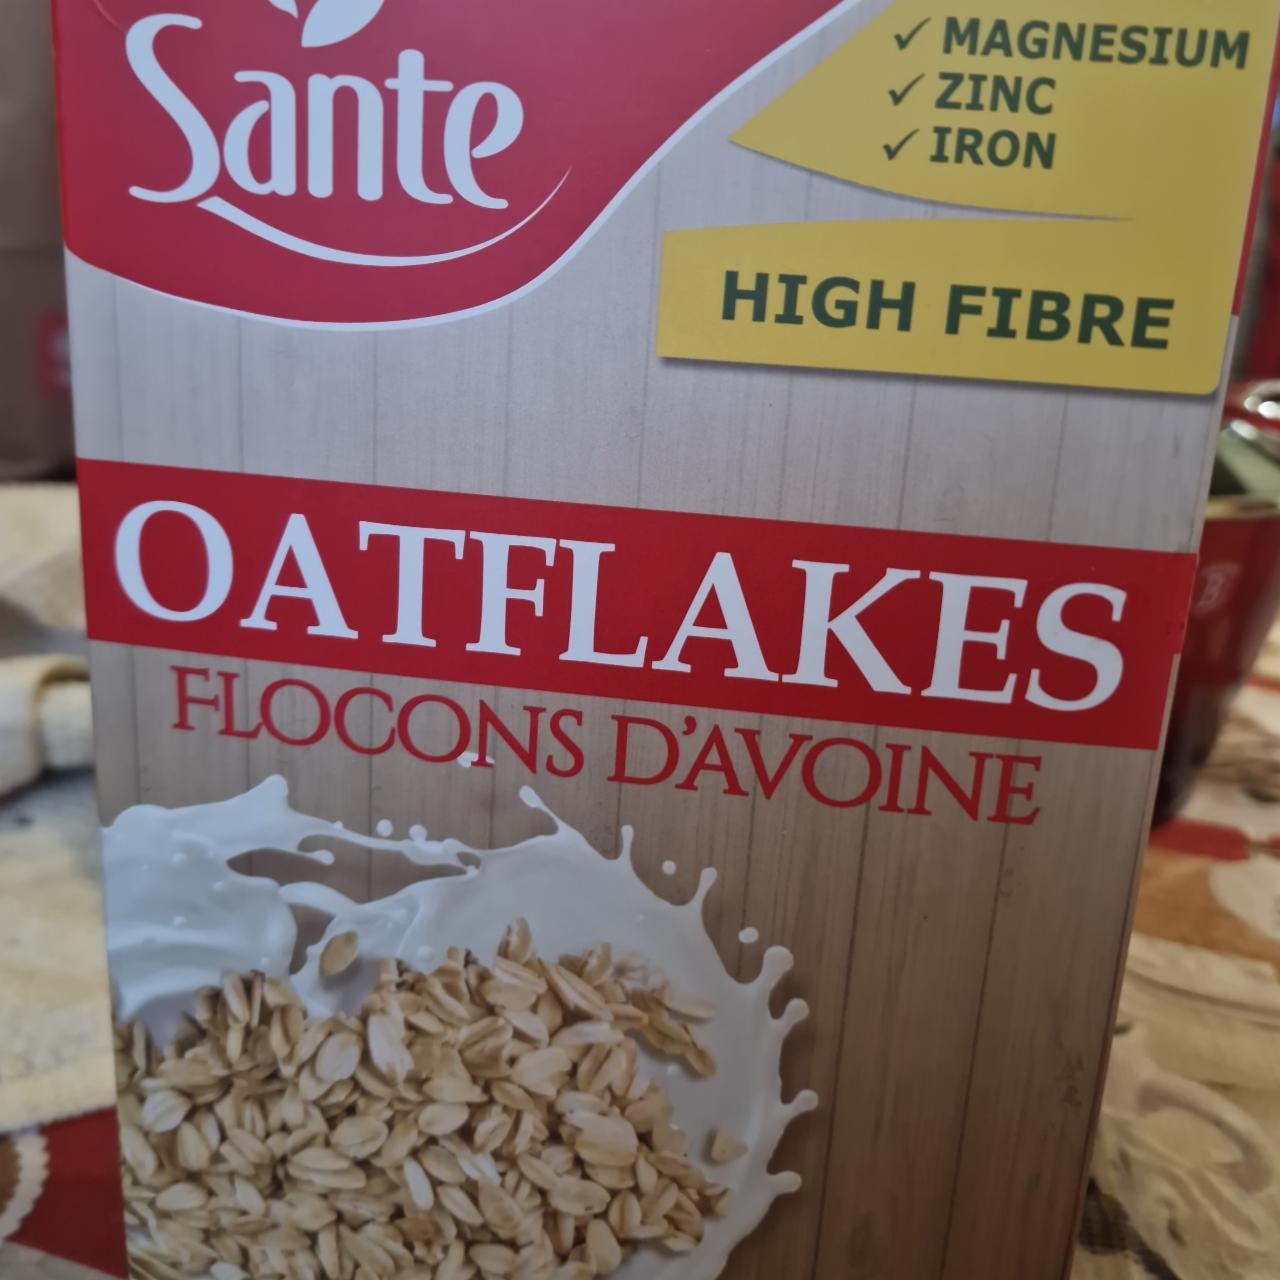 Sante
✓ MAGNESIUM
✓ ZINC
✓ IRON
HIGH FIBRE
OATFLAKES
FLOCONS D'AVOINE